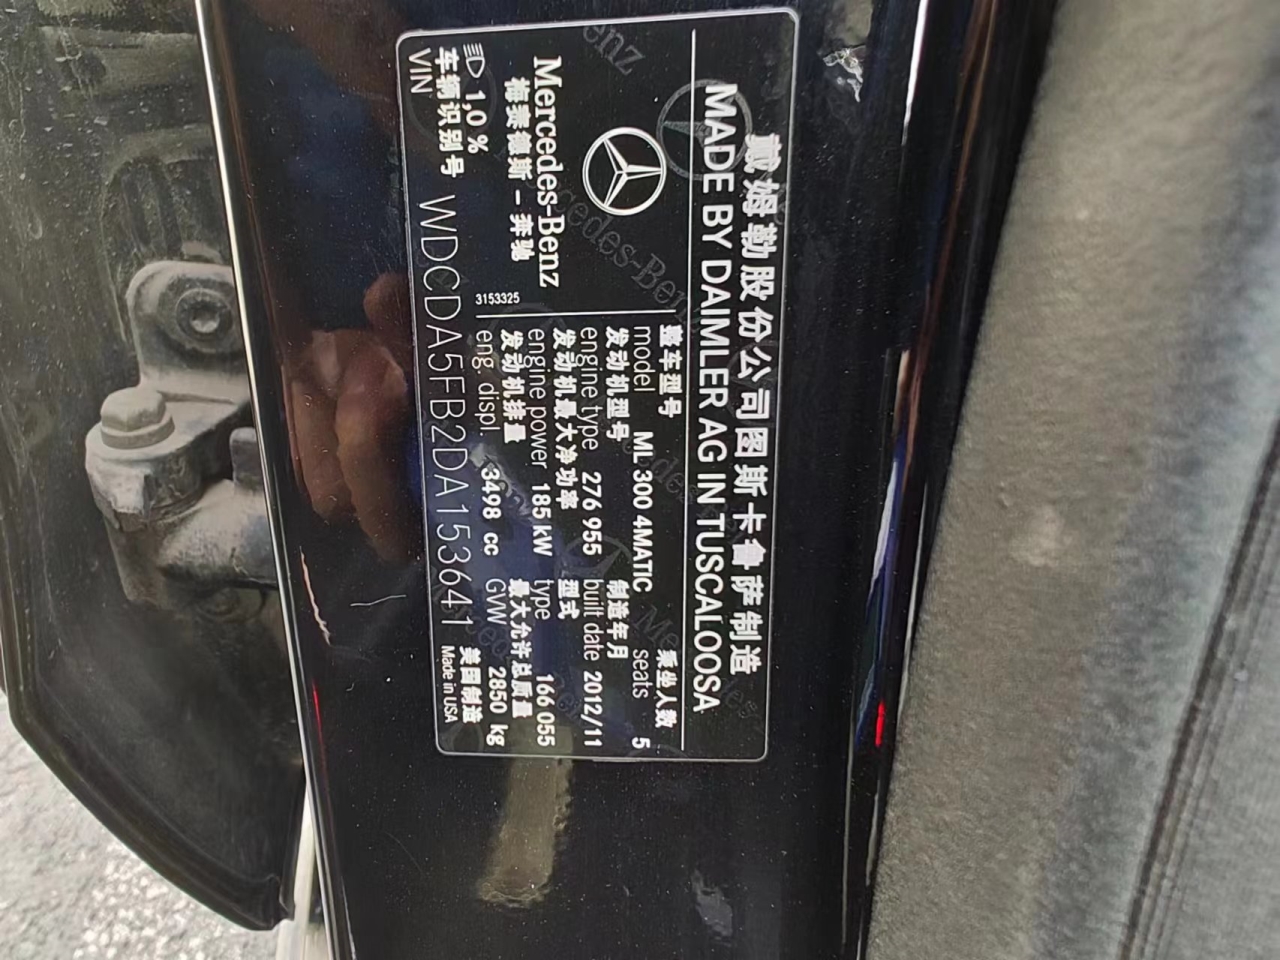 戴姆勒股份公司图斯卡鲁萨制造
MADE BY DAIMLER AG IN TUSCALOOSA
Mercedes-Benz
梅赛德斯－奔驰
3153325
整车型号
model ML 300 4MATIC
乘坐人数
seats 5
发动机型号
engine type 276 955
制造年月
built date 2012/11
发动机最大净功率
engine power 185 kW
型式
type 166 055
发动机排量
eng. displ. 3498 cc
最大允许总质量
GVW 2850 kg
1,0 %
车辆识别号
VIN WDCDA5FB2DA153641
美国制造
Made in USA